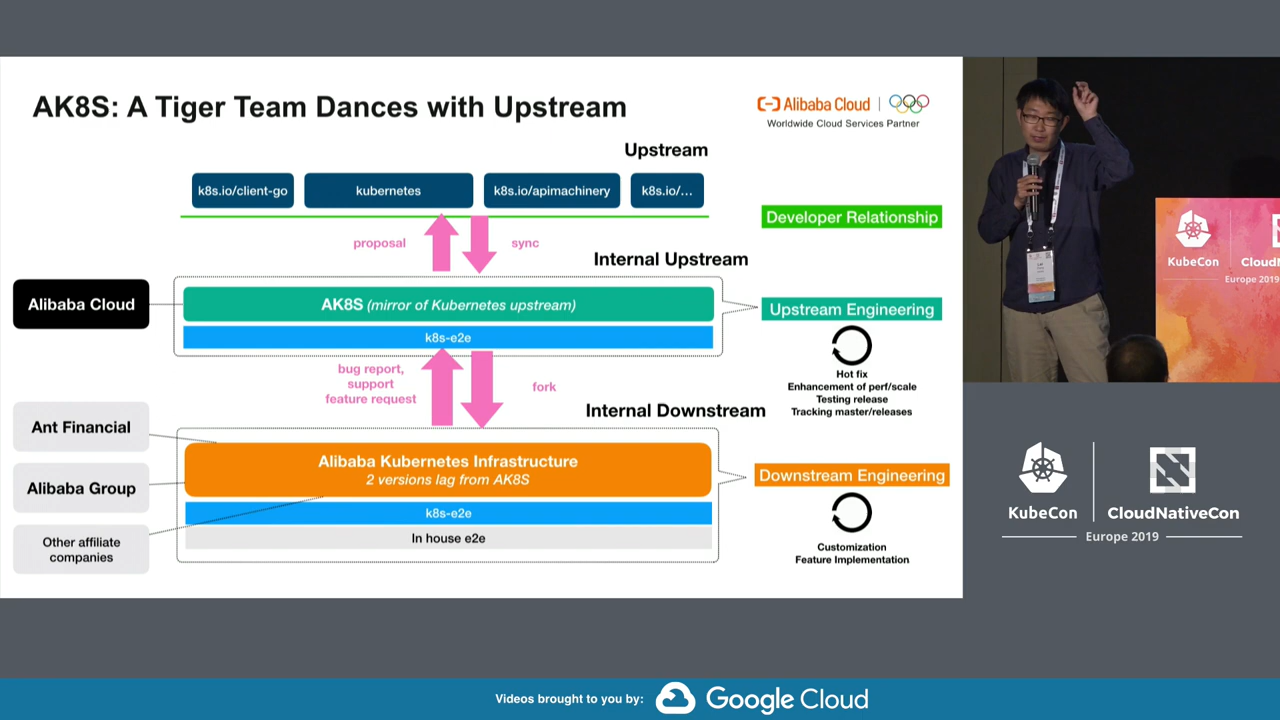 AK8S: A Tiger Team Dances with Upstream
Alibaba Cloud
Worldwide Cloud Services Partner
Upstream
k8s.io/client-go
kubernetes
k8s.io/apimachinery
k8s.io/...
Developer Relationship
proposal
sync
Internal Upstream
Alibaba Cloud
AK8S (mirror of Kubernetes upstream)
k8s-e2e
Upstream Engineering
Hot fix
Enhancement of perf/scale
Testing release
Tracking master/releases
bug report,
support
feature request
fork
Internal Downstream
Ant Financial
Alibaba Group
Other affiliate
companies
Alibaba Kubernetes Infrastructure
2 versions lag from AK8S
k8s-e2e
In house e2e
Downstream Engineering
Customization
Feature Implementation
KubeCon
CloudN
Europe 2019
KubeCon
CloudNativeCon
Europe 2019
Videos brought to you by:
Google Cloud